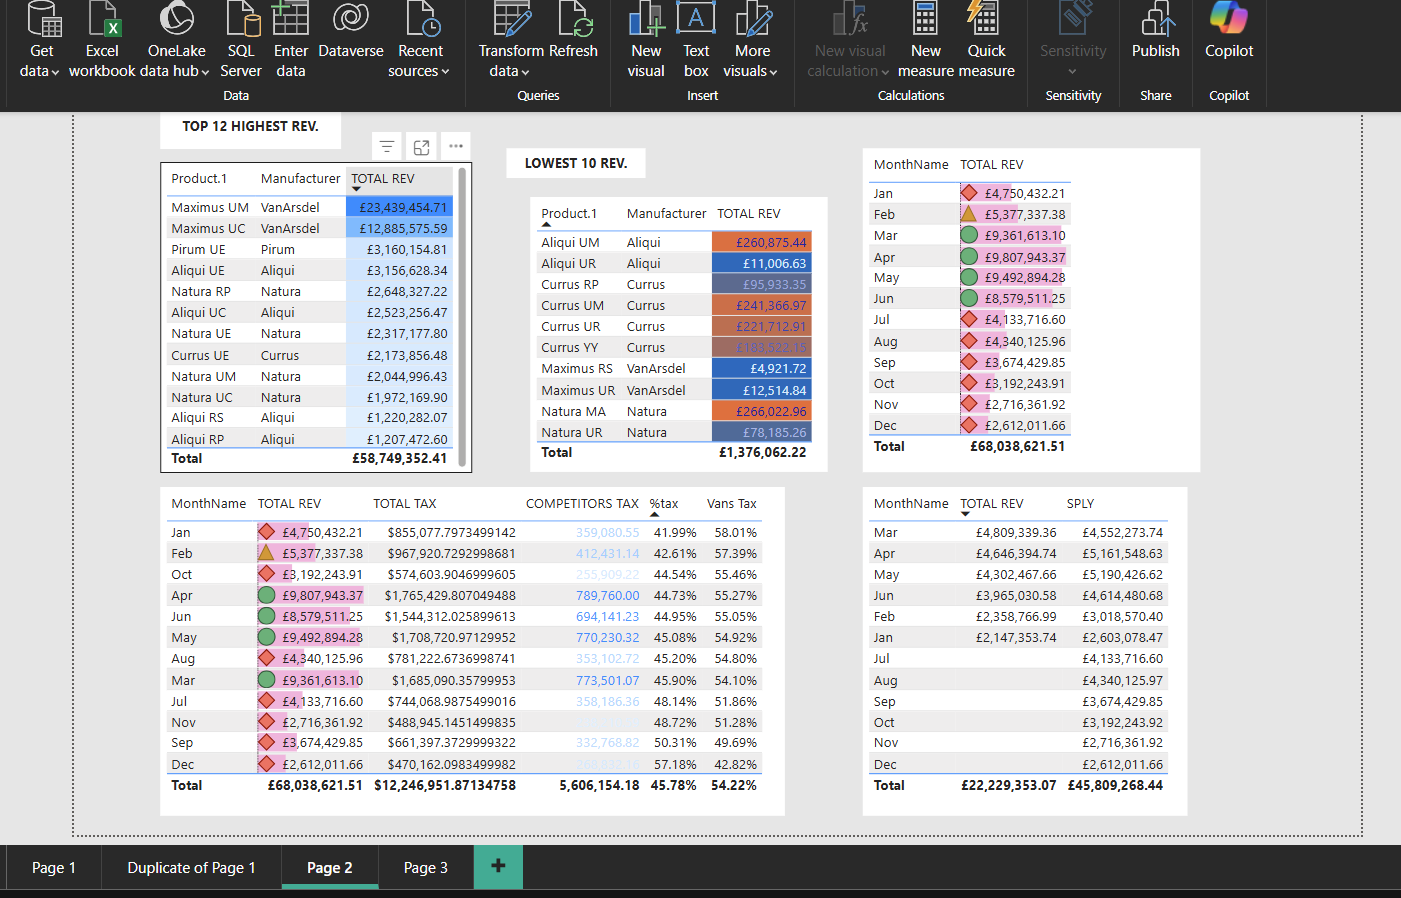 Get data
Excel workbook
OneLake data hub
SQL Server
Enter data
Dataverse
Recent sources
Transform data
Refresh
New visual
Text box
More visuals
New visual calculation
New measure
Quick measure
Sensitivity
Publish
Copilot
Data
Queries
Insert
Calculations
Sensitivity
Share
Copilot
TOP 12 HIGHEST REV.
Product.1 Manufacturer TOTAL REV
Maximus UM VanArsdel £23,439,454.71
Maximus UC VanArsdel £12,885,575.59
Pirum UE Pirum £3,160,154.81
Aliqui UE Aliqui £3,156,628.34
Natura RP Natura £2,648,327.22
Aliqui UC Aliqui £2,523,256.47
Natura UE Natura £2,317,177.80
Currus UE Currus £2,173,856.48
Natura UM Natura £2,044,996.43
Natura UC Natura £1,972,169.90
Aliqui RS Aliqui £1,220,282.07
Aliqui RP Aliqui £1,207,472.60
Total £58,749,352.41
LOWEST 10 REV.
Product.1 Manufacturer TOTAL REV
Aliqui UM Aliqui £260,875.44
Aliqui UR Aliqui £11,006.63
Currus RP Currus £95,933.35
Currus UM Currus £241,366.97
Currus UR Currus £221,712.91
Currus YY Currus
Maximus RS VanArsdel £4,921.72
Maximus UR VanArsdel £12,514.84
Natura MA Natura £266,022.96
Natura UR Natura £78,185.26
Total £1,376,062.22
MonthName TOTAL REV
Jan £4,750,432.21
Feb £5,377,337.38
Mar £9,361,613.10
Apr £9,807,943.37
May £9,492,894.28
Jun £8,579,511.25
Jul £4,133,716.60
Aug £4,340,125.96
Sep £3,674,429.85
Oct £3,192,243.91
Nov £2,716,361.92
Dec £2,612,011.66
Total £68,038,621.51
MonthName TOTAL REV TOTAL TAX COMPETITORS TAX %tax Vans Tax
Jan £4,750,432.21 $855,077.7973499142 359,080.55 41.99% 58.01%
Feb £5,377,337.38 $967,920.7292998681 412,431.14 42.61% 57.39%
Oct £3,192,243.91 $574,603.9046999605 255,909.22 44.54% 55.46%
Apr £9,807,943.37 $1,765,429.807049488 789,760.00 44.73% 55.27%
Jun £8,579,511.25 $1,544,312.025899613 694,141.23 44.95% 55.05%
May £9,492,894.28 $1,708,720.97129952 770,230.32 45.08% 54.92%
Aug £4,340,125.96 $781,222.6736998741 353,102.72 45.20% 54.80%
Mar £9,361,613.10 $1,685,090.35799953 773,501.07 45.90% 54.10%
Jul £4,133,716.60 $744,068.9875499016 358,186.36 48.14% 51.86%
Nov £2,716,361.92 $488,945.1451499835 48.72% 51.28%
Sep £3,674,429.85 $661,397.3729999322 332,768.82 50.31% 49.69%
Dec £2,612,011.66 $470,162.0983499982 57.18% 42.82%
Total £68,038,621.51 $12,246,951.87134758 5,606,154.18 45.78% 54.22%
MonthName TOTAL REV SPLY
Mar £4,809,339.36 £4,552,273.74
Apr £4,646,394.74 £5,161,548.63
May £4,302,467.66 £5,190,426.62
Jun £3,965,030.58 £4,614,480.68
Feb £2,358,766.99 £3,018,570.40
Jan £2,147,353.74 £2,603,078.47
Jul £4,133,716.60
Aug £4,340,125.97
Sep £3,674,429.85
Oct £3,192,243.92
Nov £2,716,361.92
Dec £2,612,011.66
Total £22,229,353.07 £45,809,268.44
Page 1
Duplicate of Page 1
Page 2
Page 3